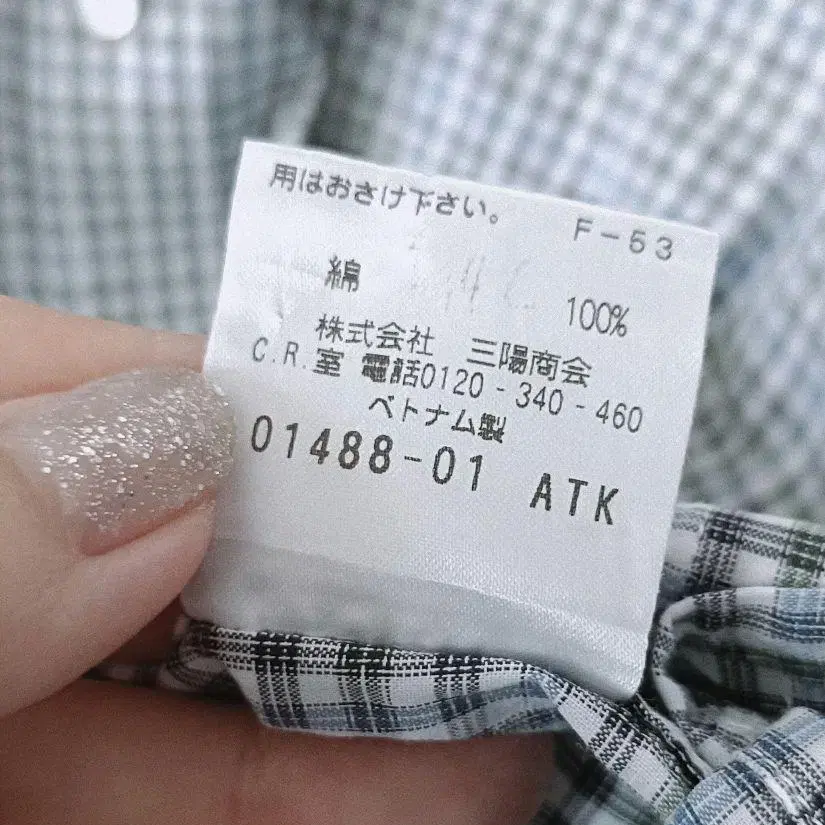 用はおさけ下さい。 F-53
綿 100%
株式会社 三陽商会
C.R.室 電話0120-340-460
ベトナム製
01488-01 ATK